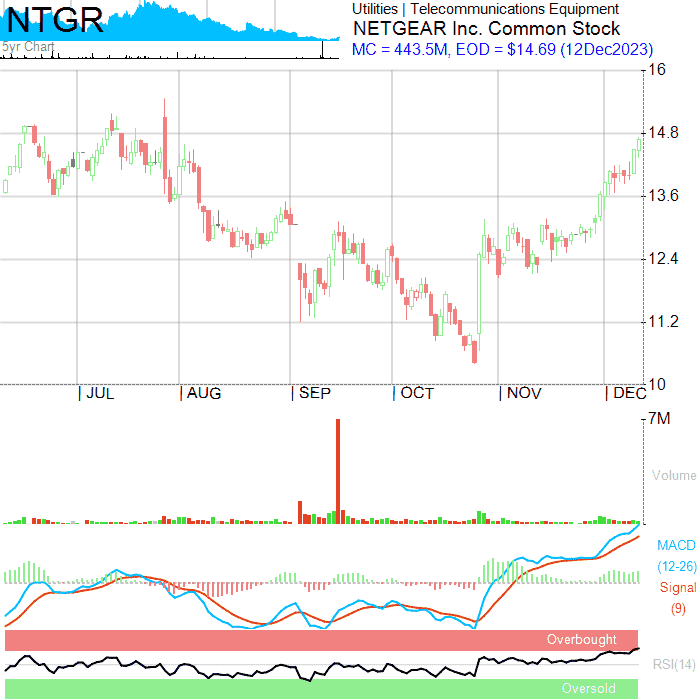 NTGR
5yr Chart
Utilities | Telecommunications Equipment
NETGEAR Inc. Common Stock
MC = 443.5M, EOD = $14.69 (12Dec2023)
16
14.8
13.6
12.4
11.2
10
JUL AUG SEP OCT NOV DEC
7M
Volume
MACD
(12-26)
Signal
(9)
Overbought
RSI(14)
Oversold